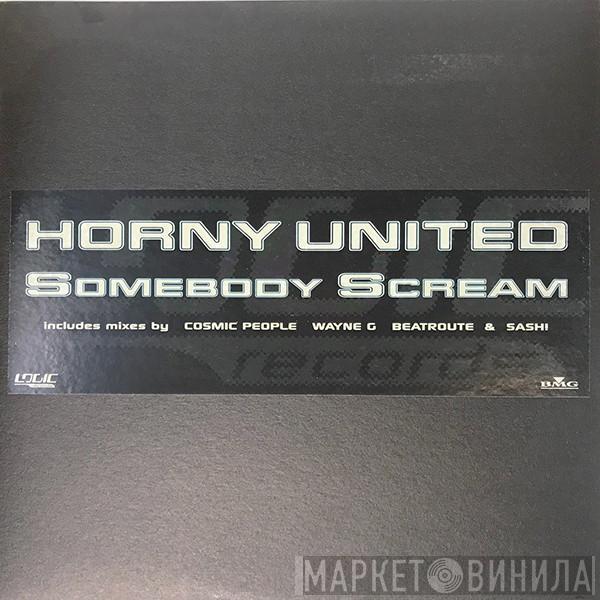 HORNY UNITED
SOMEBODY SCREAM
includes mixes by COSMIC PEOPLE WAYNE G BEATROUTE & SASHI
records
LOGIC
BMG
МАРКЕТ ВИНИЛА